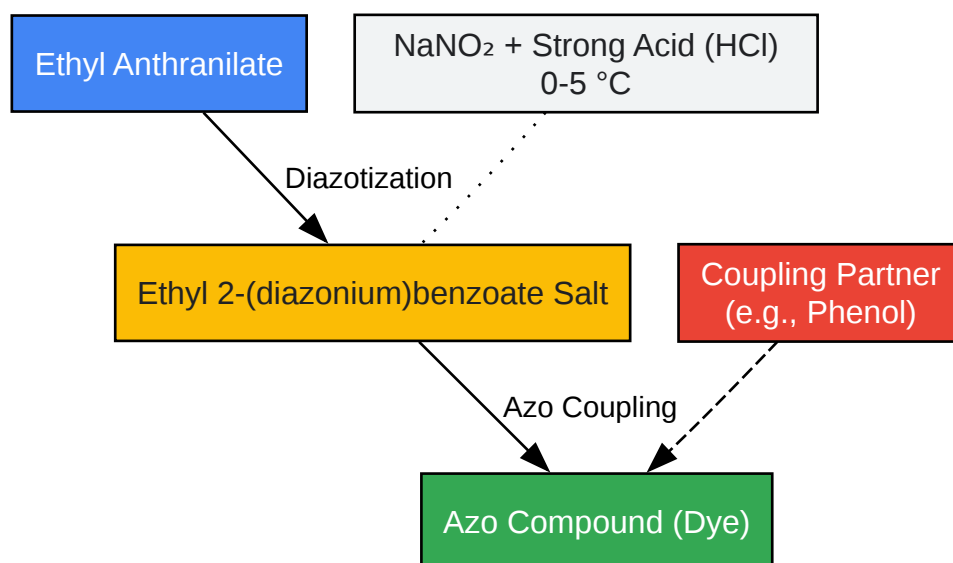 Ethyl Anthranilate
NaNO₂ + Strong Acid (HCl)
0-5 °C
Diazotization
Ethyl 2-(diazonium)benzoate Salt
Coupling Partner
(e.g., Phenol)
Azo Coupling
Azo Compound (Dye)